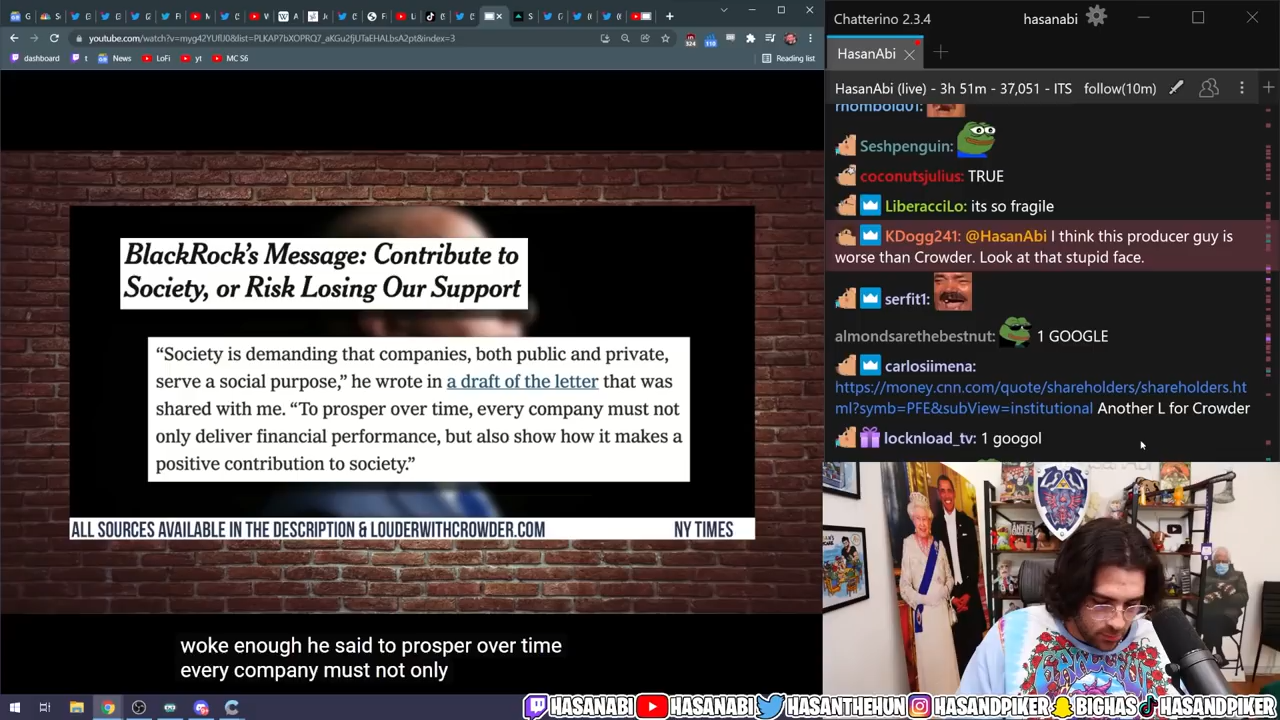 youtube.com/watch?v=myg42YUfU0&list=PLKAP7bXOPRQ7_aKGu2fjUTaEHALbsA2pt&index=3
dashboard
t
News
LoFi
yt
MC S6
Reading list
BlackRock's Message: Contribute to
Society, or Risk Losing Our Support
“Society is demanding that companies, both public and private,
serve a social purpose,” he wrote in a draft of the letter that was
shared with me. “To prosper over time, every company must not
only deliver financial performance, but also show how it makes a
positive contribution to society.”
ALL SOURCES AVAILABLE IN THE DESCRIPTION & LOUDERWITHCROWDER.COM
NY TIMES
woke enough he said to prosper over time
every company must not only
Chatterino 2.3.4
hasanabi
HasanAbi
HasanAbi (live) - 3h 51m - 37,051 - ITS
follow(10m)
rhombold01:
Seshpenguin:
coconutsjulius: TRUE
LiberacciLo: its so fragile
KDogg241: @HasanAbi I think this producer guy is
worse than Crowder. Look at that stupid face.
serfit1:
almondsarethebestnut: 1 GOOGLE
carlosiimena:
https://money.cnn.com/quote/shareholders/shareholders.ht
ml?symb=PFE&subView=institutional Another L for Crowder
locknload_tv: 1 googol
HASANABI HASANABI HASANTHEHUN HASANDPIKER BIGHAS HASANDPIKER